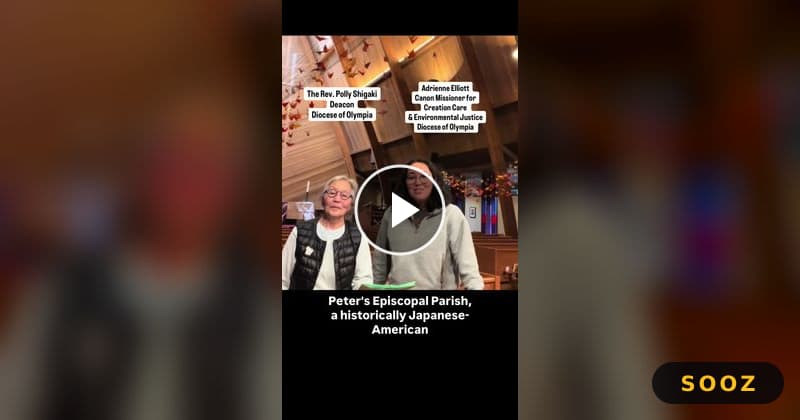 The Rev. Polly Shigaki
Deacon
Diocese of Olympia
Adrienne Elliott
Canon Missioner for
Creation Care
& Environmental Justice
Diocese of Olympia
Peter's Episcopal Parish,
a historically Japanese-
American
SOOZ